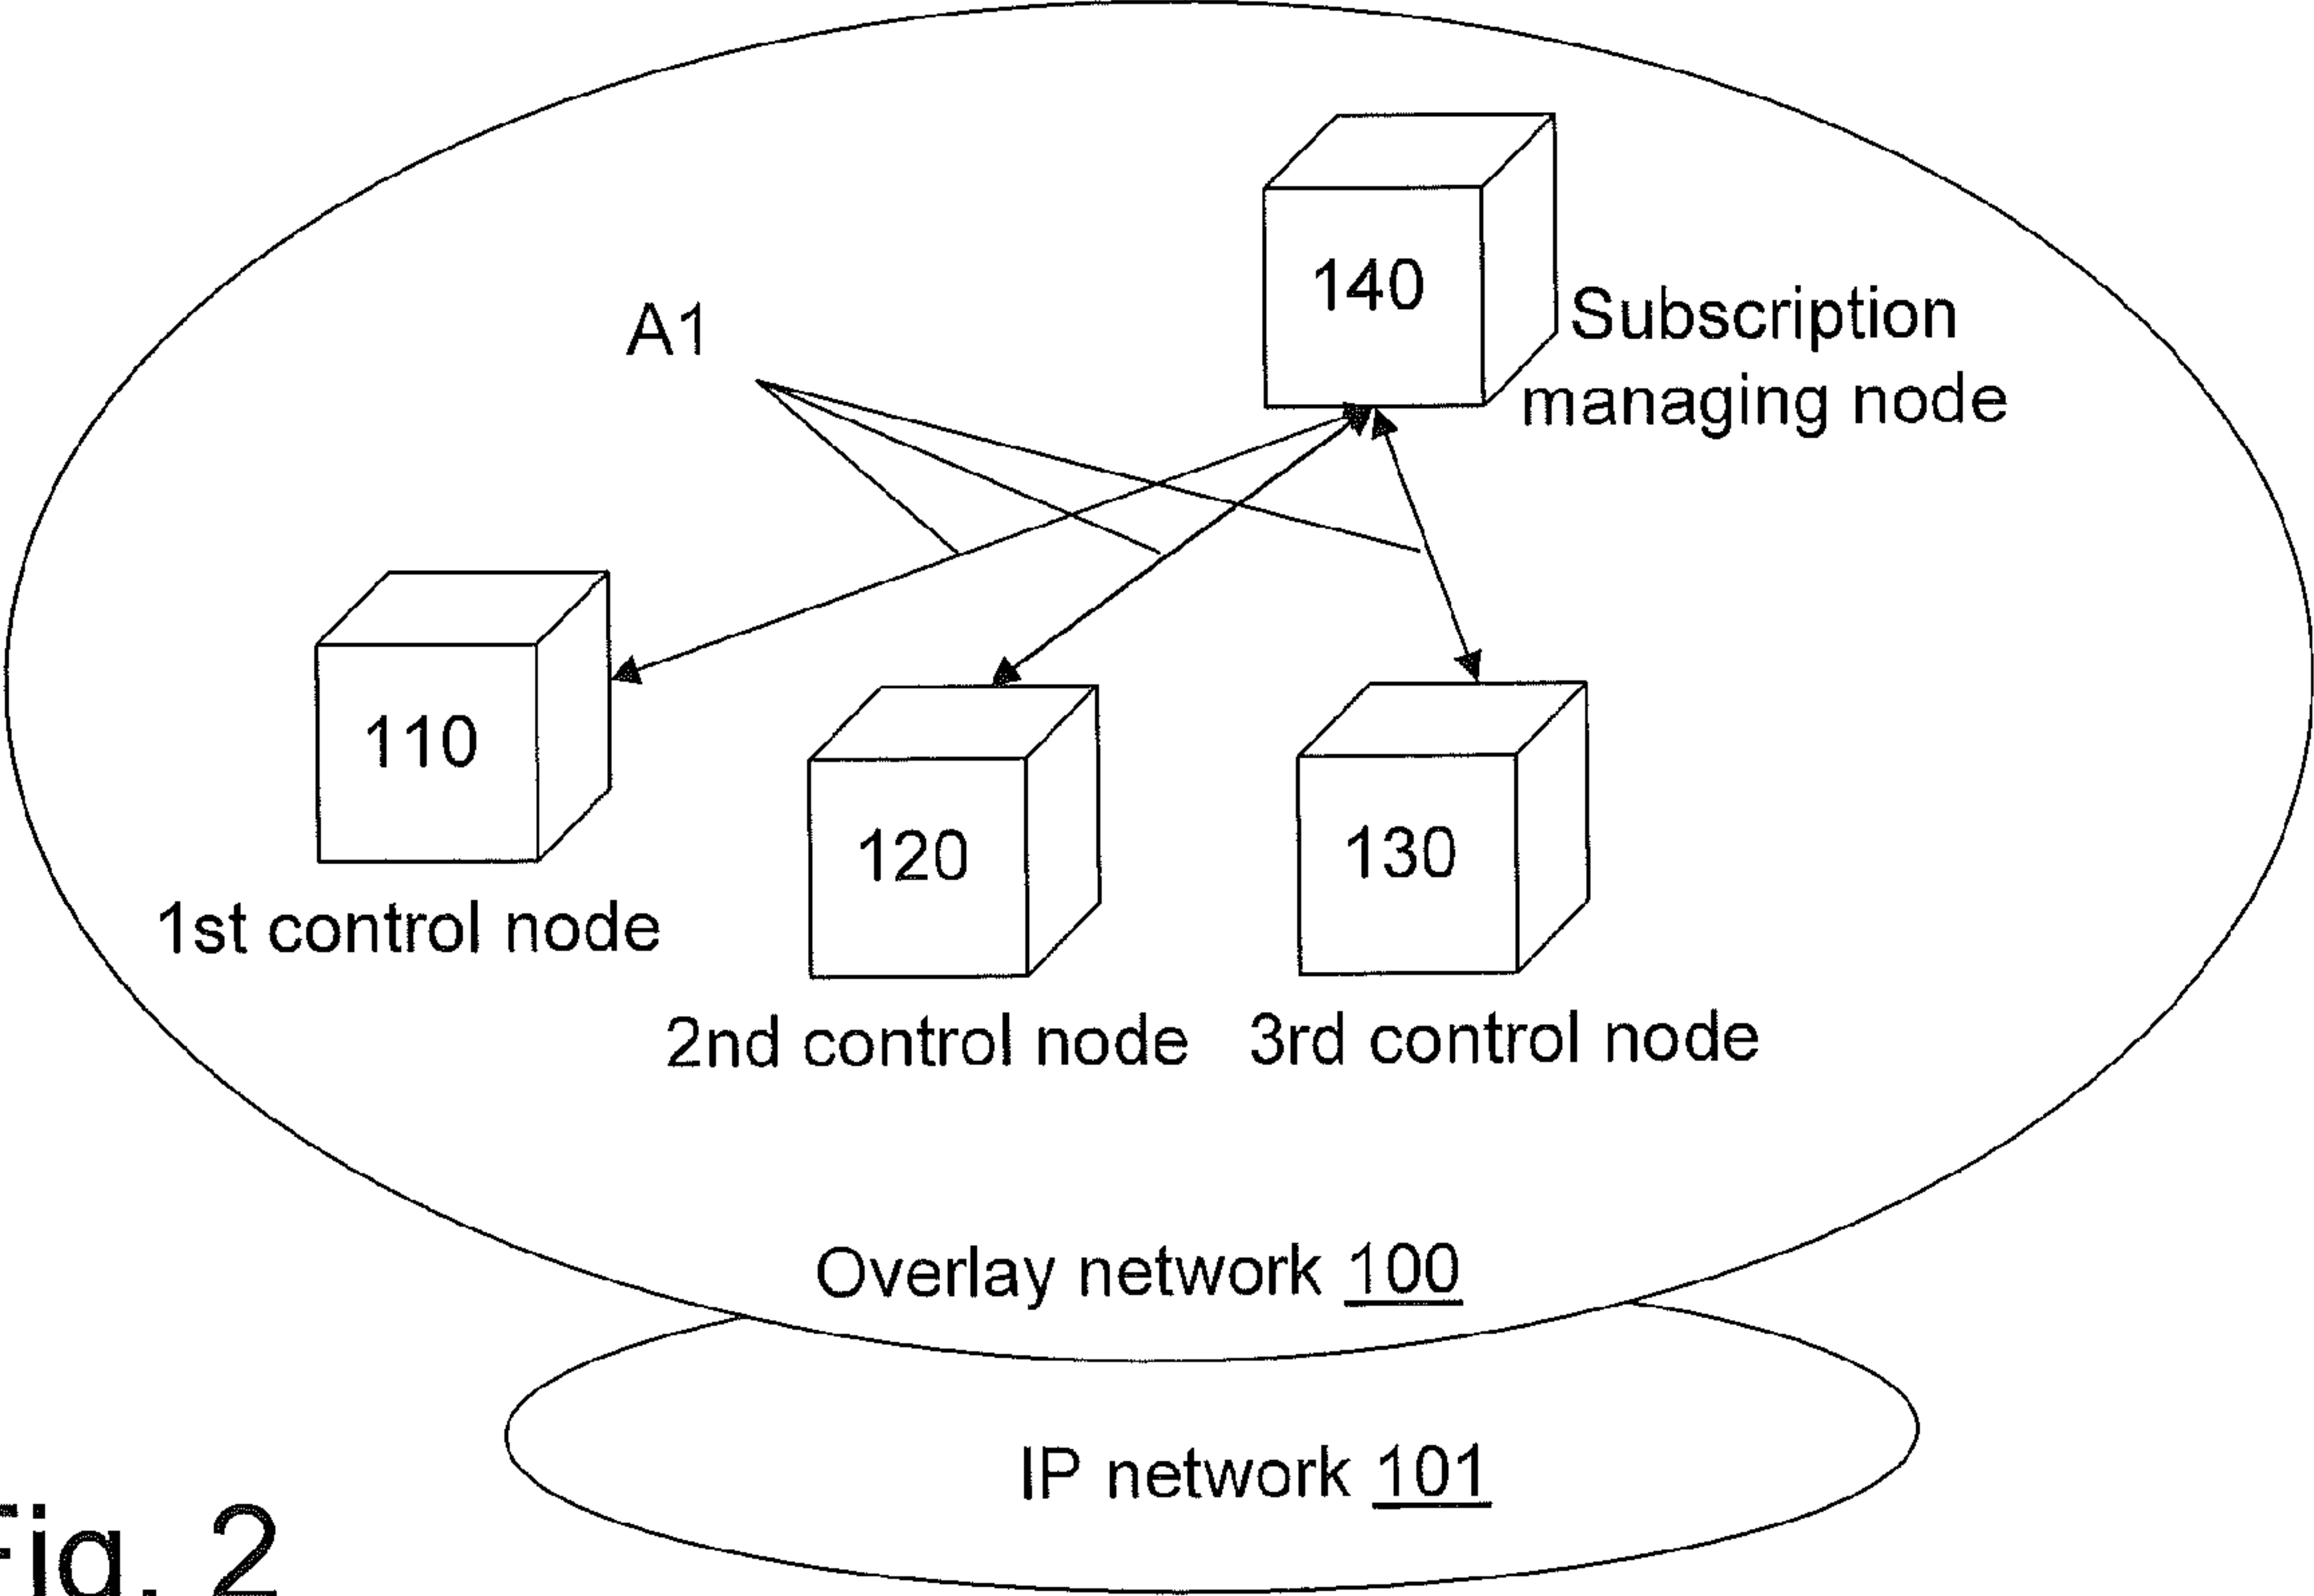 140
Subscription
managing node
A1
110
1st control node
120
2nd control node
130
3rd control node
Overlay network 100
IP network 101
Fig. 2